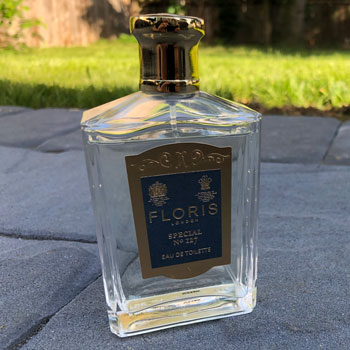 FLORIS
LONDON
SPECIAL
Nº 127
EAU DE TOILETTE